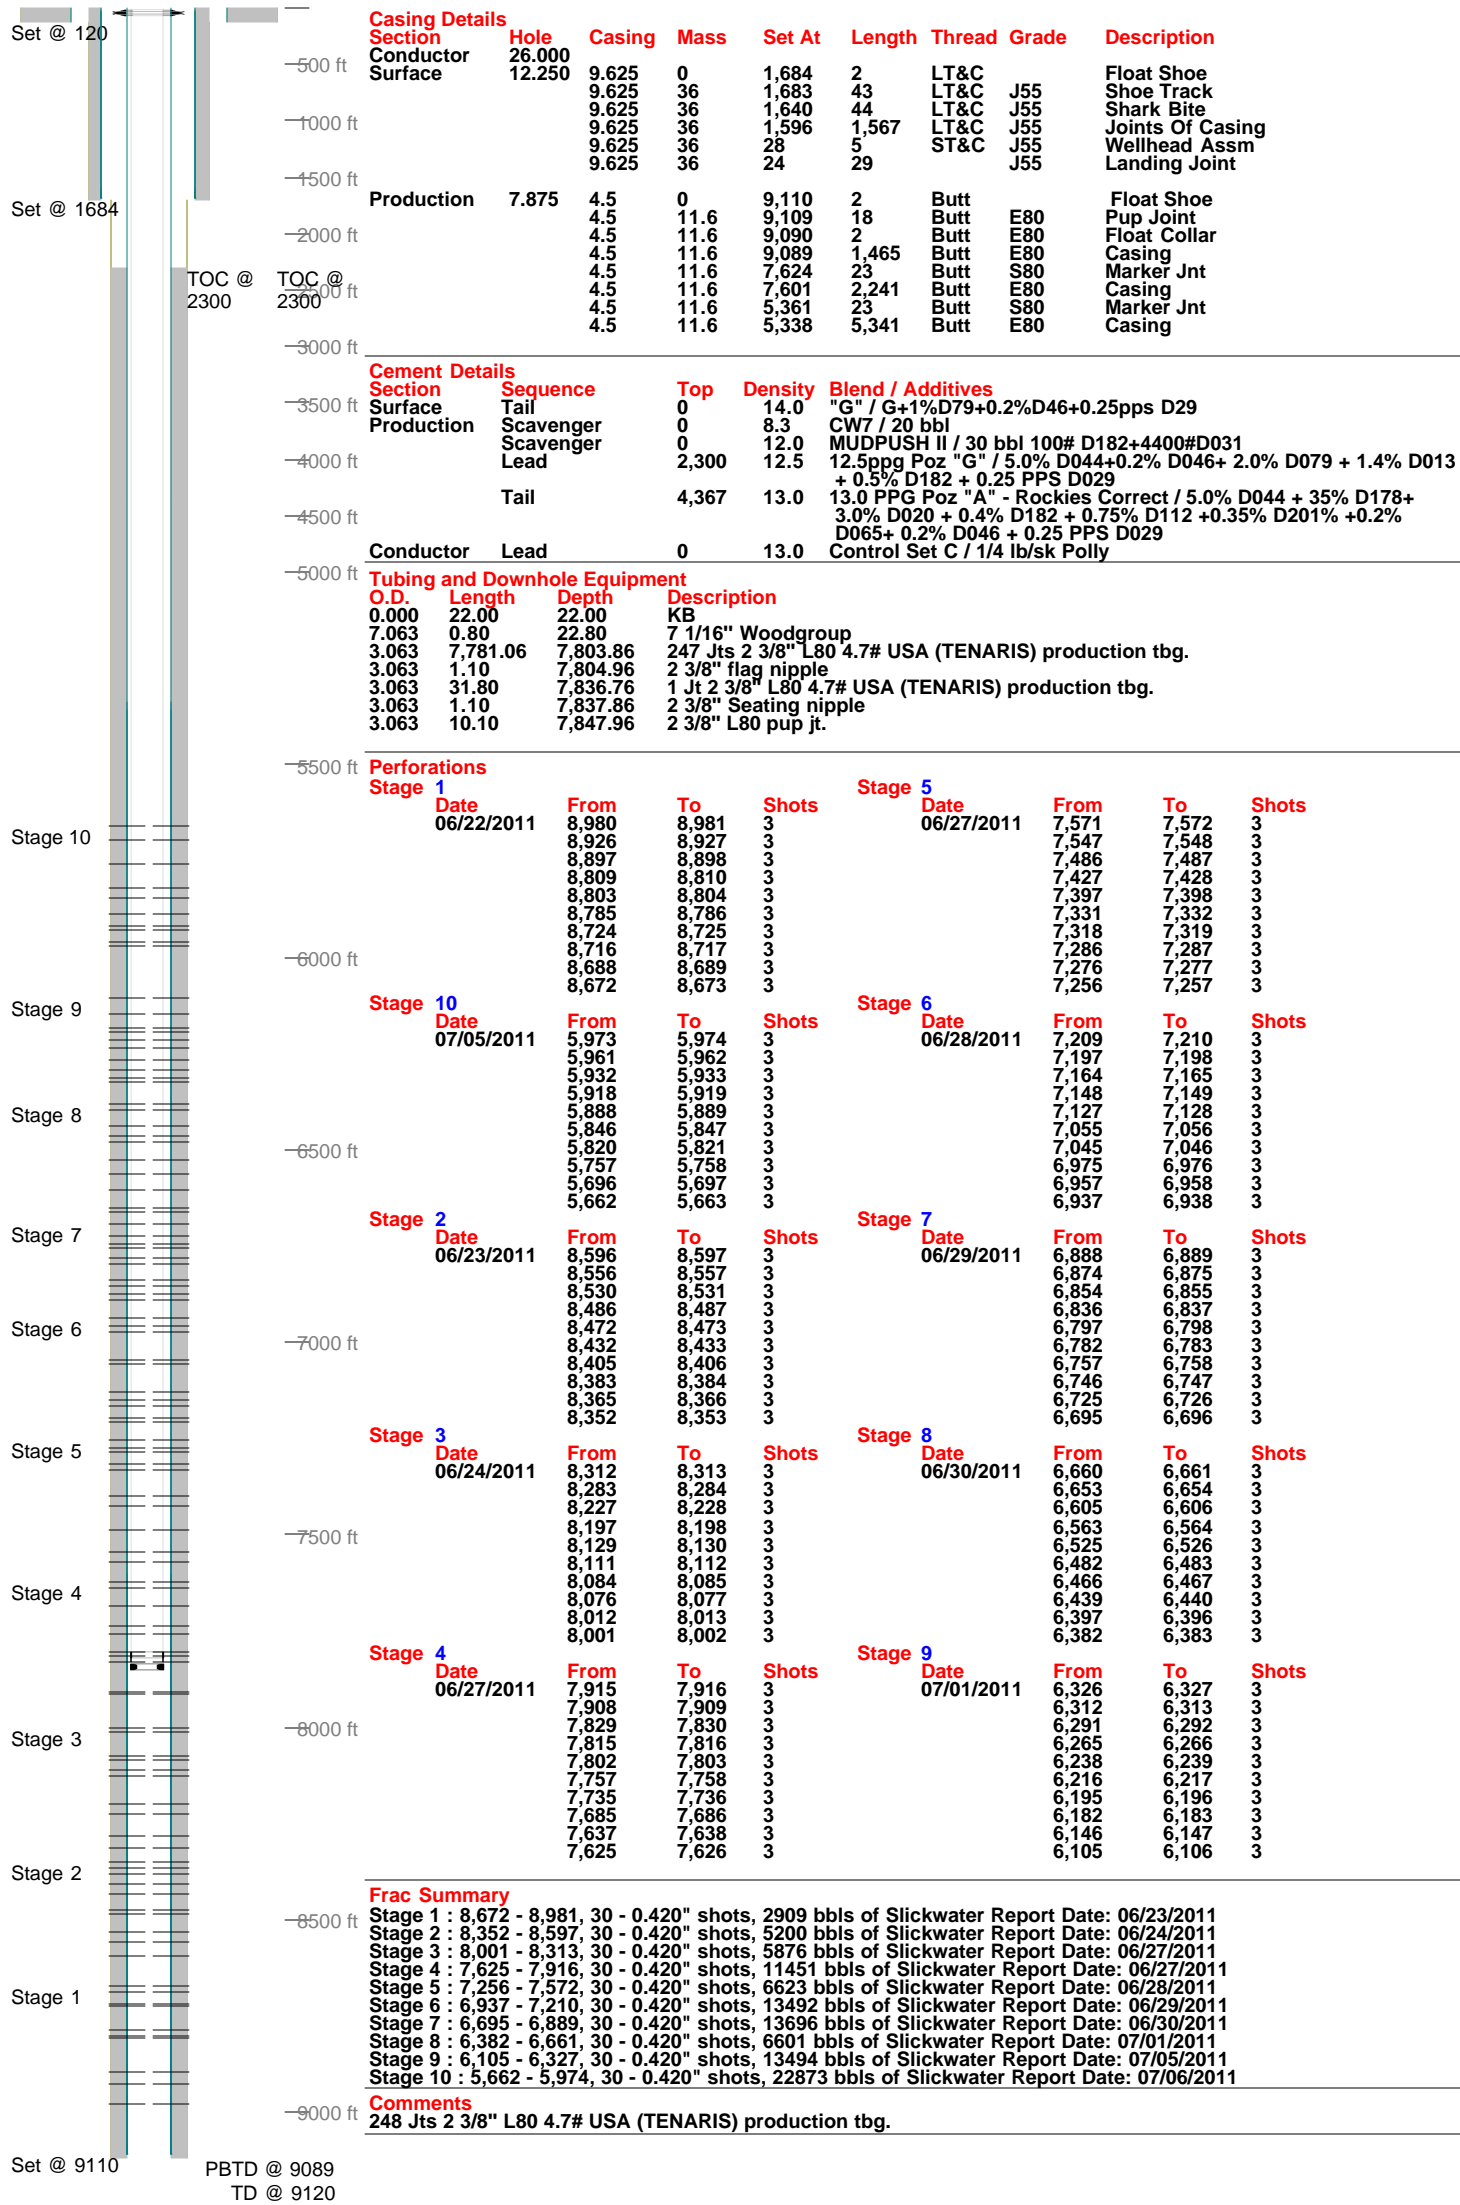 Set @ 120
500 ft
1000 ft
1500 ft
Set @ 1684
2000 ft
TOC @ 2300
TOC @ 2300
2500 ft
3000 ft
3500 ft
4000 ft
4500 ft
5000 ft
5500 ft
Stage 10
6000 ft
Stage 9
Stage 8
6500 ft
Stage 7
Stage 6
7000 ft
Stage 5
7500 ft
Stage 4
8000 ft
Stage 3
Stage 2
8500 ft
Stage 1
9000 ft
Set @ 9110
PBTD @ 9089
TD @ 9120
Casing Details
Section Hole Casing Mass Set At Length Thread Grade Description
Conductor 26.000
Surface 12.250 9.625 0 1,684 2 LT&C Float Shoe
9.625 36 1,683 43 LT&C J55 Shoe Track
9.625 36 1,640 44 LT&C J55 Shark Bite
9.625 36 1,596 1,567 LT&C J55 Joints Of Casing
9.625 36 28 5 ST&C J55 Wellhead Assm
9.625 36 24 29 J55 Landing Joint
Production 7.875 4.5 0 9,110 2 Butt Float Shoe
4.5 11.6 9,109 18 Butt E80 Pup Joint
4.5 11.6 9,090 2 Butt E80 Float Collar
4.5 11.6 9,089 1,465 Butt E80 Casing
4.5 11.6 7,624 23 Butt S80 Marker Jnt
4.5 11.6 7,601 2,241 Butt E80 Casing
4.5 11.6 5,361 23 Butt S80 Marker Jnt
4.5 11.6 5,338 5,341 Butt E80 Casing
Cement Details
Section Sequence Top Density Blend / Additives
Surface Tail 0 14.0 "G" / G+1%D79+0.2%D46+0.25pps D29
Production Scavenger 0 8.3 CW7 / 20 bbl
Scavenger 0 12.0 MUDPUSH II / 30 bbl 100# D182+4400#D031
Lead 2,300 12.5 12.5ppg Poz "G" / 5.0% D044+0.2% D046+ 2.0% D079 + 1.4% D013
+ 0.5% D182 + 0.25 PPS D029
Tail 4,367 13.0 13.0 PPG Poz "A" - Rockies Correct / 5.0% D044 + 35% D178+
3.0% D020 + 0.4% D182 + 0.75% D112 +0.35% D201% +0.2%
D065+ 0.2% D046 + 0.25 PPS D029
Conductor Lead 0 13.0 Control Set C / 1/4 lb/sk Polly
Tubing and Downhole Equipment
O.D. Length Depth Description
0.000 22.00 22.00 KB
7.063 0.80 22.80 7 1/16" Woodgroup
3.063 7,781.06 7,803.86 247 Jts 2 3/8" L80 4.7# USA (TENARIS) production tbg.
3.063 1.10 7,804.96 2 3/8" flag nipple
3.063 31.80 7,836.76 1 Jt 2 3/8" L80 4.7# USA (TENARIS) production tbg.
3.063 1.10 7,837.86 2 3/8" Seating nipple
3.063 10.10 7,847.96 2 3/8" L80 pup jt.
Perforations
Stage 1
Date From To Shots
06/22/2011 8,980 8,981 3
8,926 8,927 3
8,897 8,898 3
8,809 8,810 3
8,803 8,804 3
8,785 8,786 3
8,724 8,725 3
8,716 8,717 3
8,688 8,689 3
8,672 8,673 3
Stage 10
Date From To Shots
07/05/2011 5,973 5,974 3
5,961 5,962 3
5,932 5,933 3
5,918 5,919 3
5,888 5,889 3
5,846 5,847 3
5,820 5,821 3
5,757 5,758 3
5,696 5,697 3
5,662 5,663 3
Stage 2
Date From To Shots
06/23/2011 8,596 8,597 3
8,556 8,557 3
8,530 8,531 3
8,486 8,487 3
8,472 8,473 3
8,432 8,433 3
8,405 8,406 3
8,383 8,384 3
8,365 8,366 3
8,352 8,353 3
Stage 3
Date From To Shots
06/24/2011 8,312 8,313 3
8,283 8,284 3
8,227 8,228 3
8,197 8,198 3
8,129 8,130 3
8,111 8,112 3
8,084 8,085 3
8,076 8,077 3
8,012 8,013 3
8,001 8,002 3
Stage 4
Date From To Shots
06/27/2011 7,915 7,916 3
7,908 7,909 3
7,829 7,830 3
7,815 7,816 3
7,802 7,803 3
7,757 7,758 3
7,735 7,736 3
7,685 7,686 3
7,637 7,638 3
7,625 7,626 3
Stage 5
Date From To Shots
06/27/2011 7,571 7,572 3
7,547 7,548 3
7,486 7,487 3
7,427 7,428 3
7,397 7,398 3
7,331 7,332 3
7,318 7,319 3
7,286 7,287 3
7,276 7,277 3
7,256 7,257 3
Stage 6
Date From To Shots
06/28/2011 7,209 7,210 3
7,197 7,198 3
7,164 7,165 3
7,148 7,149 3
7,127 7,128 3
7,055 7,056 3
7,045 7,046 3
6,975 6,976 3
6,957 6,958 3
6,937 6,938 3
Stage 7
Date From To Shots
06/29/2011 6,888 6,889 3
6,874 6,875 3
6,854 6,855 3
6,836 6,837 3
6,797 6,798 3
6,782 6,783 3
6,757 6,758 3
6,746 6,747 3
6,725 6,726 3
6,695 6,696 3
Stage 8
Date From To Shots
06/30/2011 6,660 6,661 3
6,653 6,654 3
6,605 6,606 3
6,563 6,564 3
6,525 6,526 3
6,482 6,483 3
6,466 6,467 3
6,439 6,440 3
6,397 6,396 3
6,382 6,383 3
Stage 9
Date From To Shots
07/01/2011 6,326 6,327 3
6,312 6,313 3
6,291 6,292 3
6,265 6,266 3
6,238 6,239 3
6,216 6,217 3
6,195 6,196 3
6,182 6,183 3
6,146 6,147 3
6,105 6,106 3
Frac Summary
Stage 1 : 8,672 - 8,981, 30 - 0.420" shots, 2909 bbls of Slickwater Report Date: 06/23/2011
Stage 2 : 8,352 - 8,597, 30 - 0.420" shots, 5200 bbls of Slickwater Report Date: 06/24/2011
Stage 3 : 8,001 - 8,313, 30 - 0.420" shots, 5876 bbls of Slickwater Report Date: 06/27/2011
Stage 4 : 7,625 - 7,916, 30 - 0.420" shots, 11451 bbls of Slickwater Report Date: 06/27/2011
Stage 5 : 7,256 - 7,572, 30 - 0.420" shots, 6623 bbls of Slickwater Report Date: 06/28/2011
Stage 6 : 6,937 - 7,210, 30 - 0.420" shots, 13492 bbls of Slickwater Report Date: 06/29/2011
Stage 7 : 6,695 - 6,889, 30 - 0.420" shots, 13696 bbls of Slickwater Report Date: 06/30/2011
Stage 8 : 6,382 - 6,661, 30 - 0.420" shots, 6601 bbls of Slickwater Report Date: 07/01/2011
Stage 9 : 6,105 - 6,327, 30 - 0.420" shots, 13494 bbls of Slickwater Report Date: 07/05/2011
Stage 10 : 5,662 - 5,974, 30 - 0.420" shots, 22873 bbls of Slickwater Report Date: 07/06/2011
Comments
248 Jts 2 3/8" L80 4.7# USA (TENARIS) production tbg.